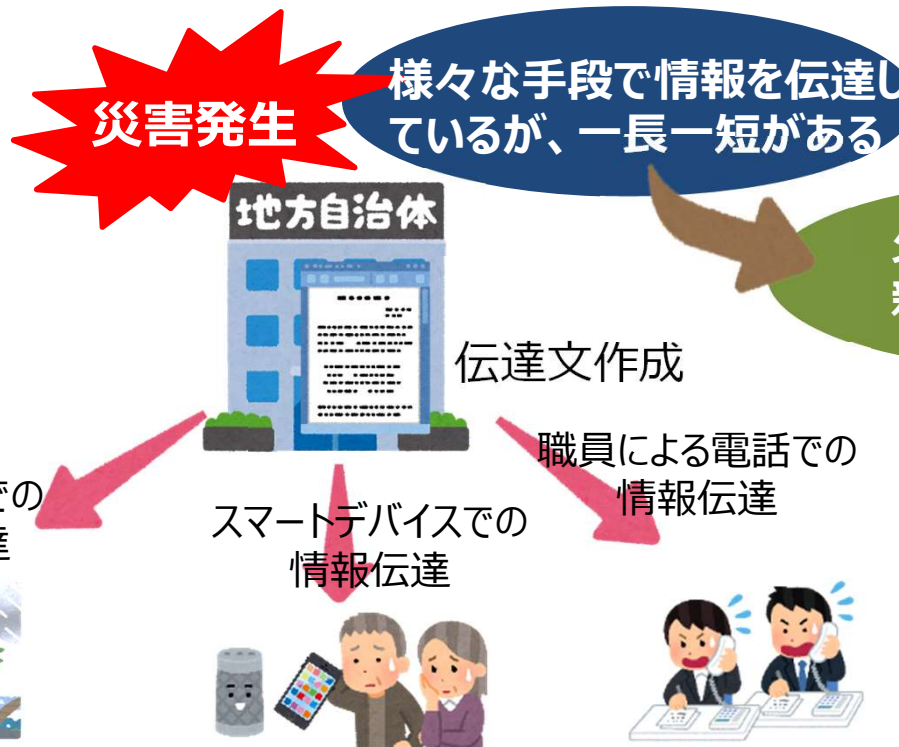 災害発生
様々な手段で情報を伝達し
ているが、一長一短がある
地方自治体
伝達文作成
職員による電話での
情報伝達
での
達
スマートデバイスでの
情報伝達